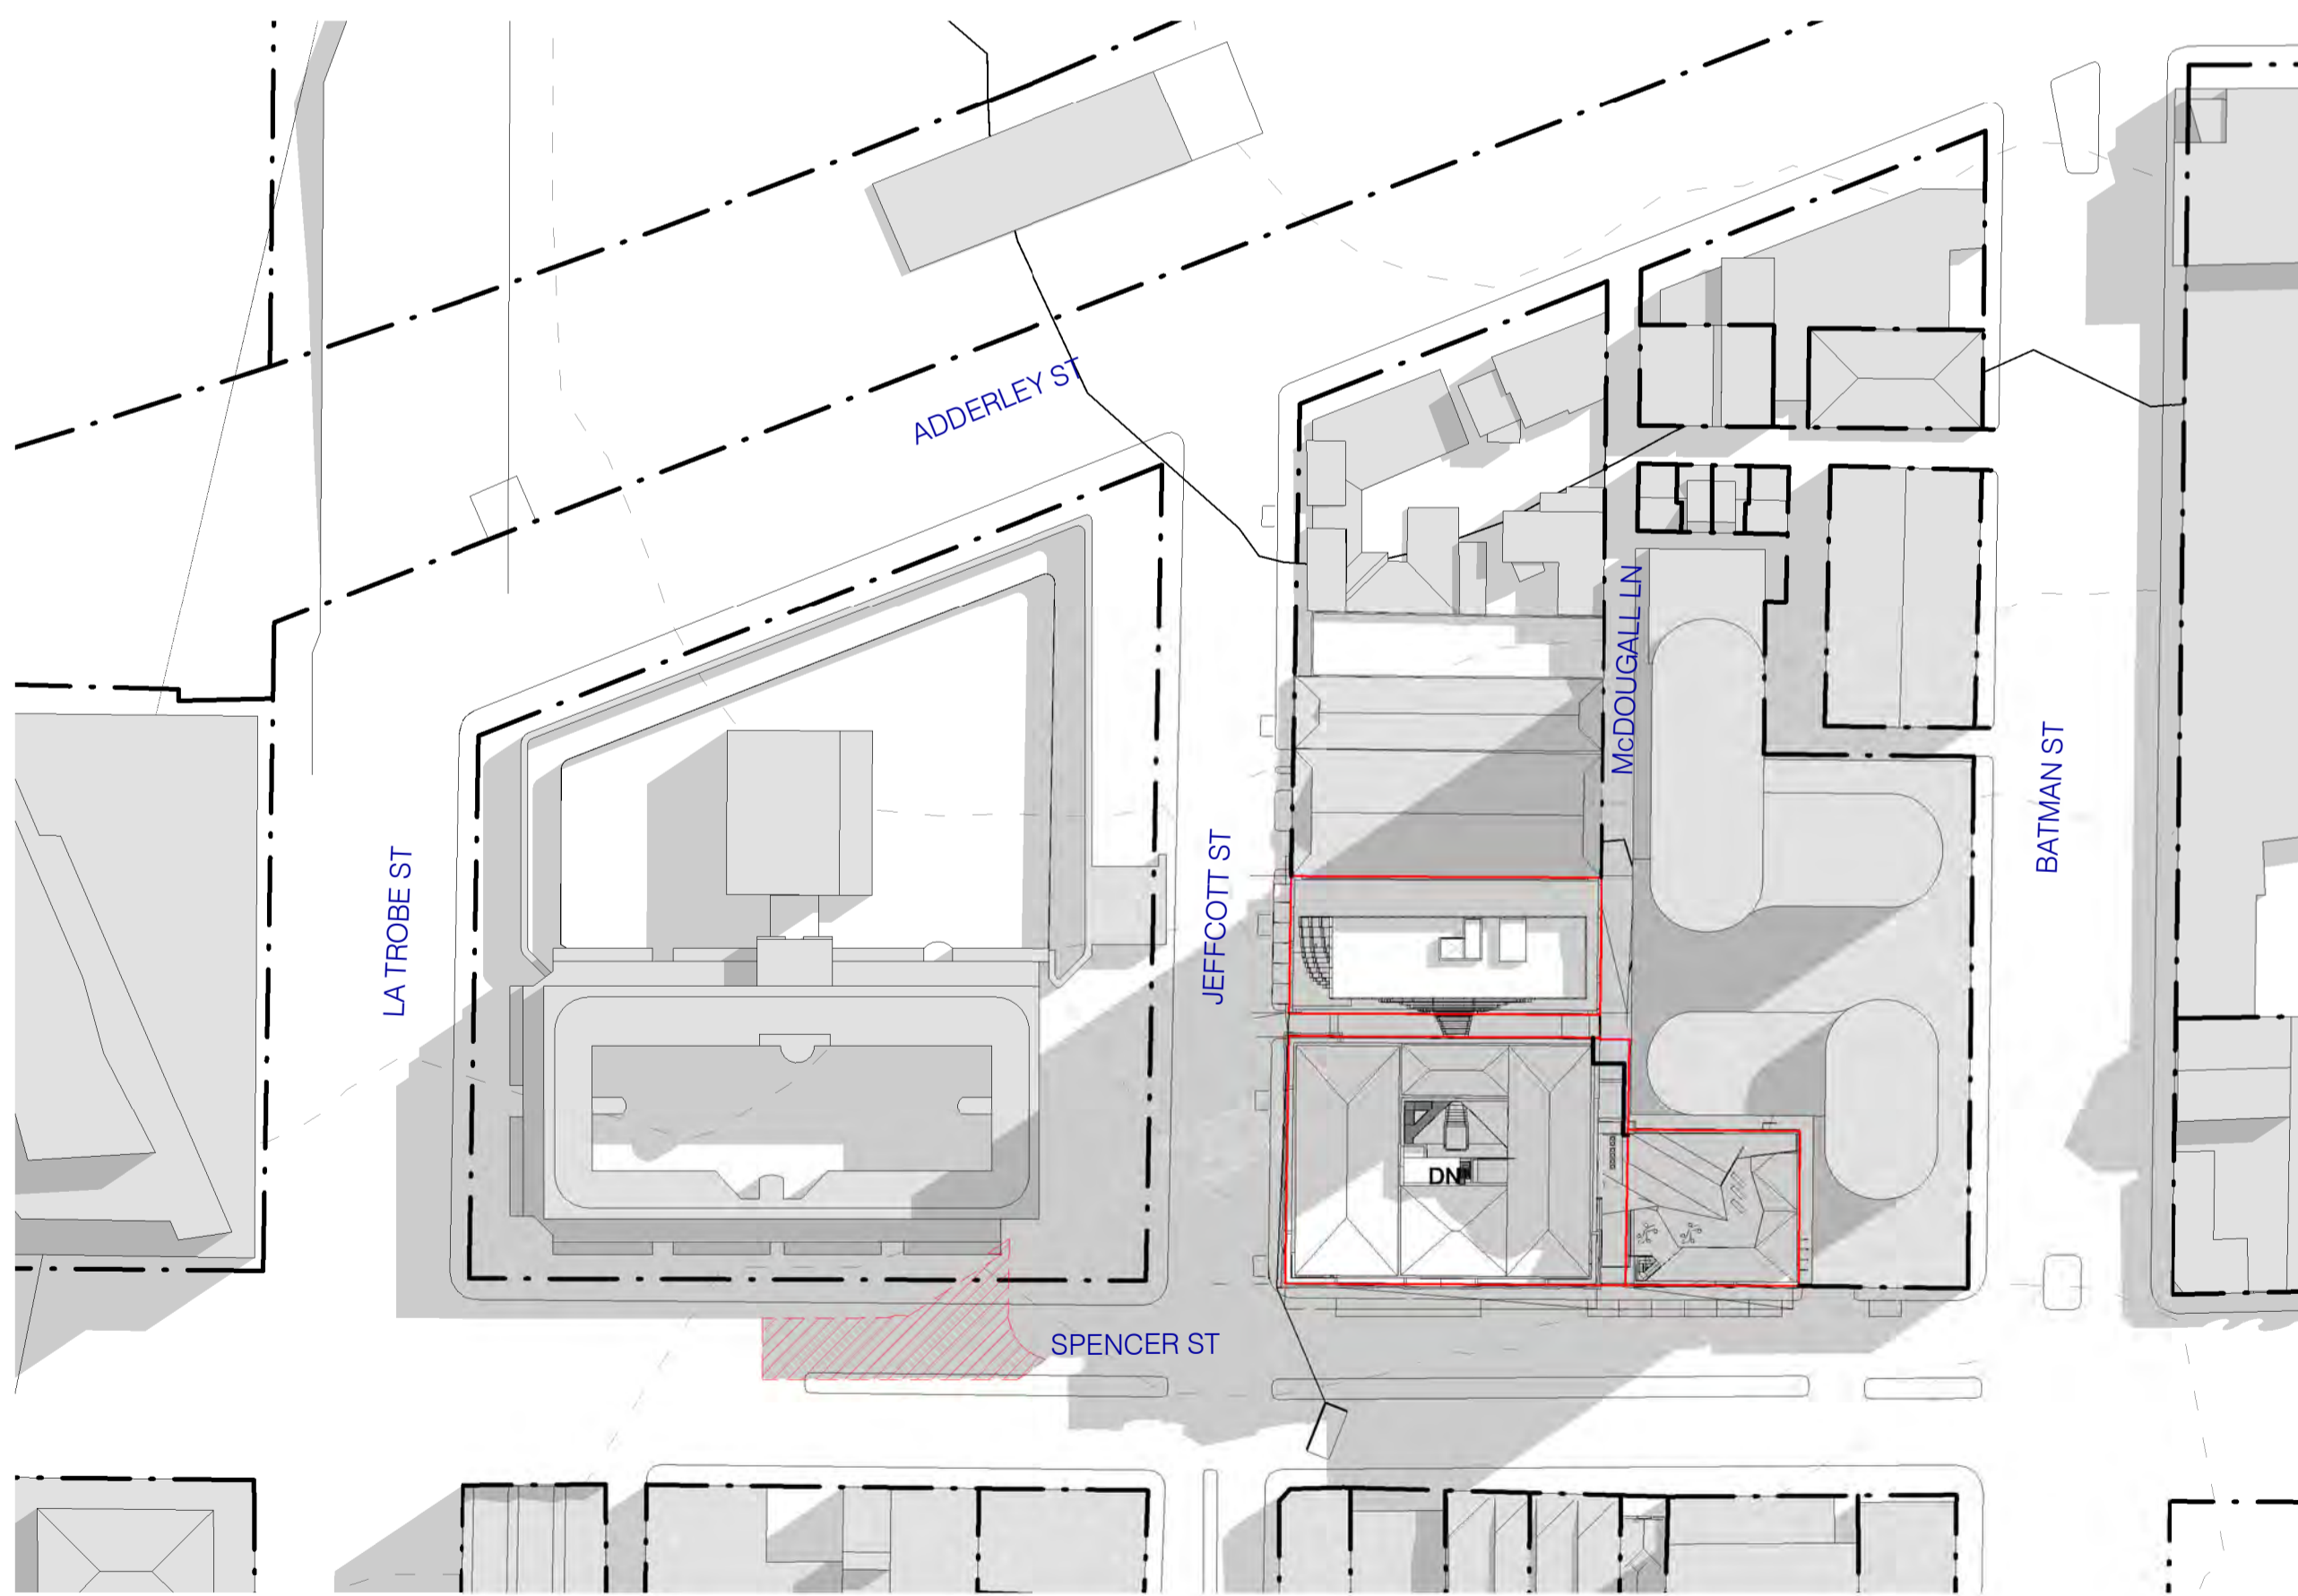 ADDERLEY ST
McDOUGALL LN
LA TROBE ST
JEFFCOTT ST
BATMAN ST
DN
SPENCER ST